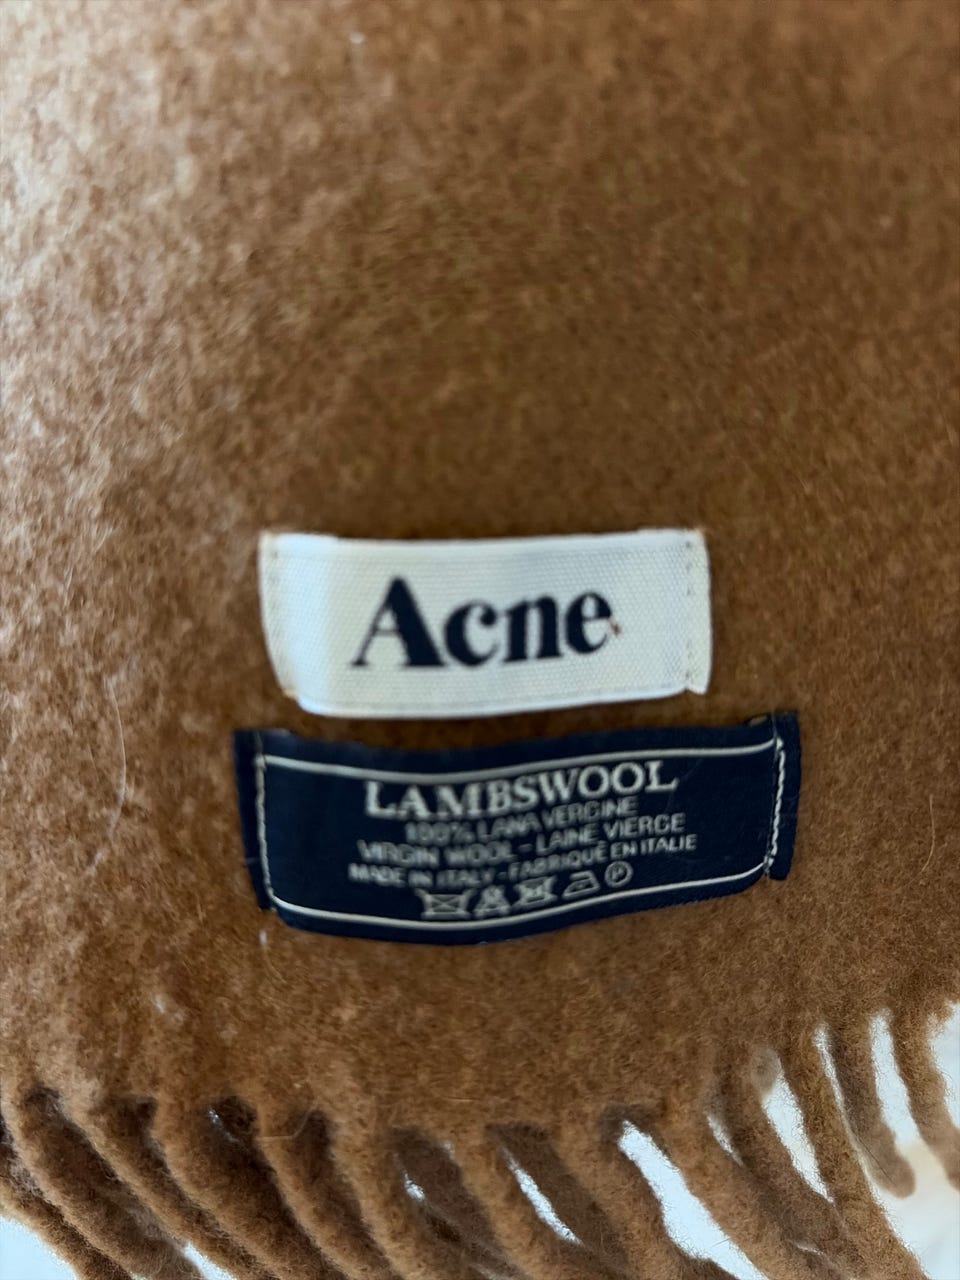 Acne
LAMBSWOOL
100% LANA VERGINE
VIRGIN WOOL - LAINE VIERGE
MADE IN ITALY - FABRIQUÉ EN ITALIE
P